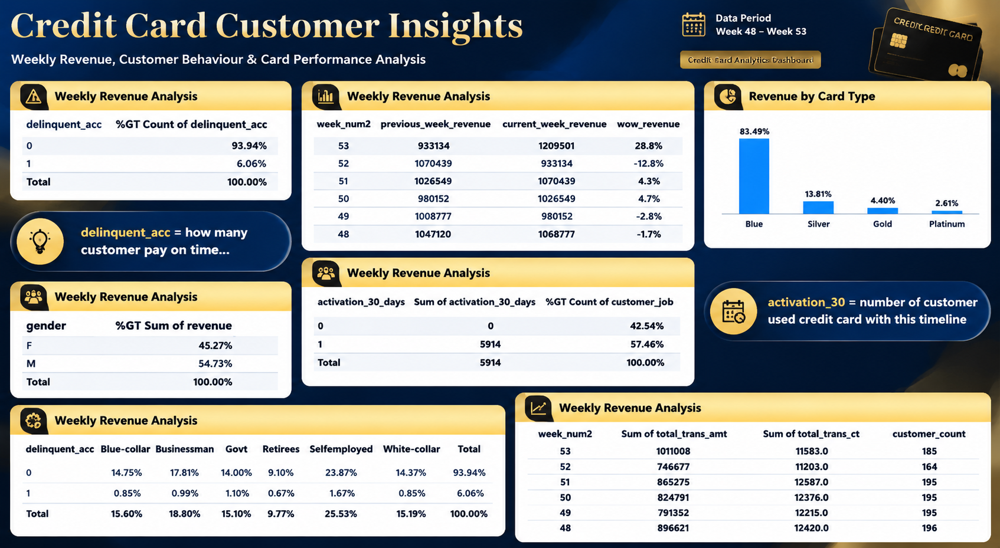 Credit Card Customer Insights
Weekly Revenue, Customer Behaviour & Card Performance Analysis
Data Period
Week 48 – Week 53
Credit Card Analytics Dashboard
CREDIT CREDIT CARD
Weekly Revenue Analysis
delinquent_acc %GT Count of delinquent_acc
0 93.94%
1 6.06%
Total 100.00%
delinquent_acc = how many
customer pay on time...
Weekly Revenue Analysis
gender %GT Sum of revenue
F 45.27%
M 54.73%
Total 100.00%
Weekly Revenue Analysis
week_num2 previous_week_revenue current_week_revenue wow_revenue
53 933134 1209501 28.8%
52 1070439 933134 -12.8%
51 1026549 1070439 4.3%
50 980152 1026549 4.7%
49 1008777 980152 -2.8%
48 1047120 1068777 -1.7%
Weekly Revenue Analysis
activation_30_days Sum of activation_30_days %GT Count of customer_job
0 0 42.54%
1 5914 57.46%
Total 5914 100.00%
Revenue by Card Type
83.49%
13.81%
4.40%
2.61%
Blue Silver Gold Platinum
activation_30 = number of customer
used credit card with this timeline
Weekly Revenue Analysis
delinquent_acc Blue-collar Businessman Govt Retirees Selfemployed White-collar Total
0 14.75% 17.81% 14.00% 9.10% 23.87% 14.37% 93.94%
1 0.85% 0.99% 1.10% 0.67% 1.67% 0.85% 6.06%
Total 15.60% 18.80% 15.10% 9.77% 25.53% 15.19% 100.00%
Weekly Revenue Analysis
week_num2 Sum of total_trans_amt Sum of total_trans_ct customer_count
53 1011008 11583.0 185
52 746677 11203.0 164
51 865275 12587.0 195
50 824791 12376.0 195
49 791352 12215.0 195
48 896621 12420.0 196